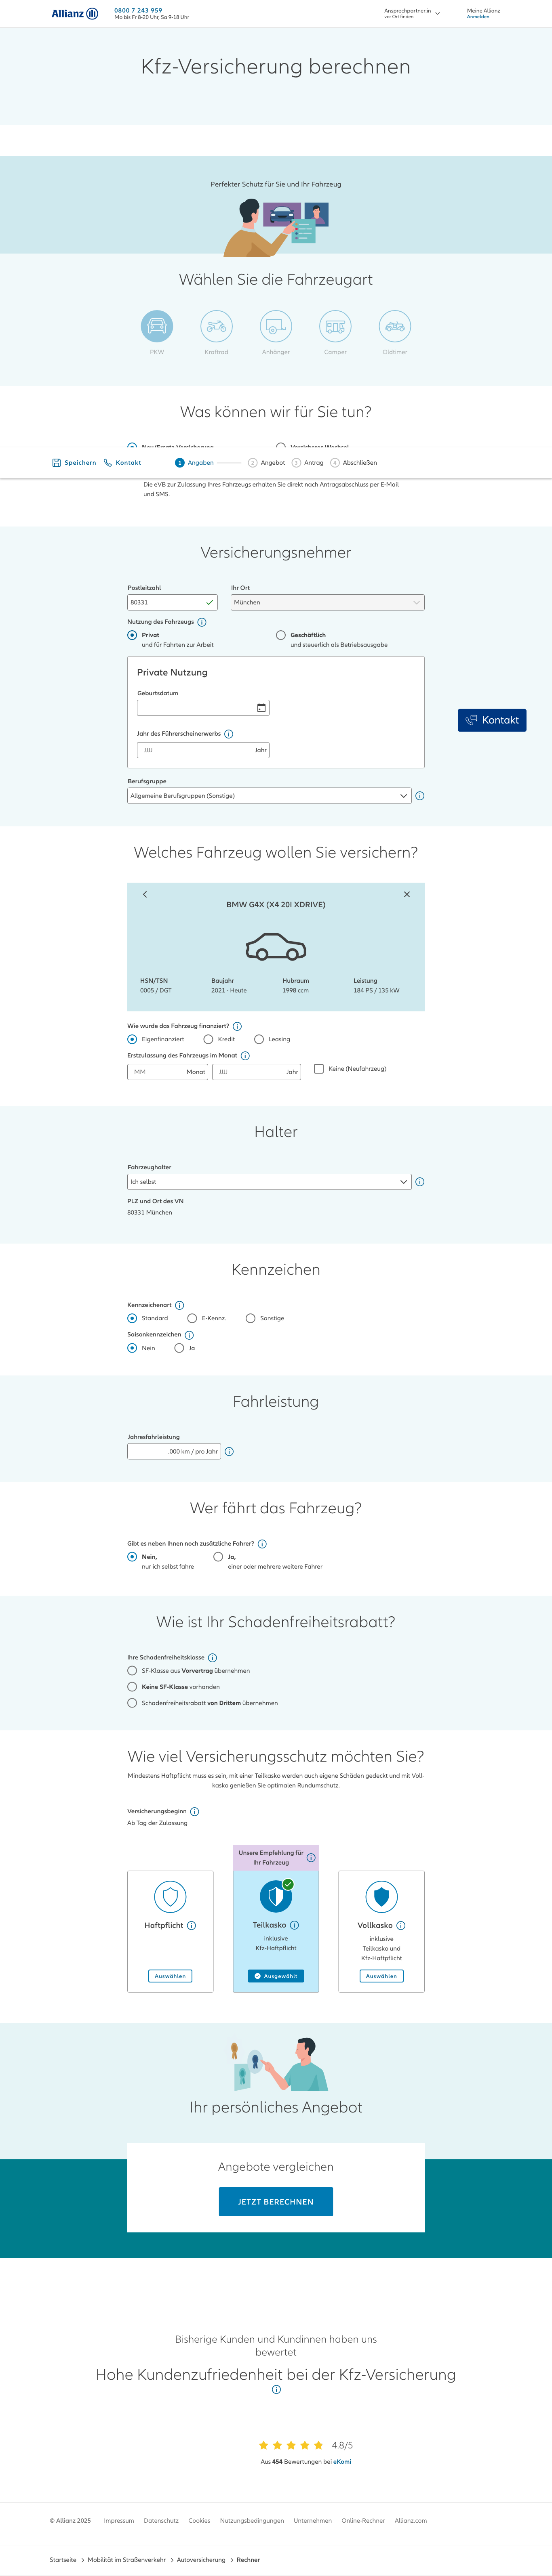 Allianz
0800 7 243 959
Mo bis Fr 8-20 Uhr, Sa 9-18 Uhr
Ansprechpartner:in
vor Ort finden
Meine Allianz
Anmelden
Kfz-Versicherung berechnen
Perfekter Schutz für Sie und Ihr Fahrzeug
Wählen Sie die Fahrzeugart
PKW
Kraftrad
Anhänger
Camper
Oldtimer
Was können wir für Sie tun?
Speichern
Kontakt
1 Angaben
2 Angebot
3 Antrag
4 Abschließen
Die eVB zur Zulassung Ihres Fahrzeugs erhalten Sie direkt nach Antragsabschluss per E-Mail
und SMS.
Versicherungsnehmer
Postleitzahl
Ihr Ort
80331
München
Nutzung des Fahrzeugs
Privat
und für Fahrten zur Arbeit
Geschäftlich
und steuerlich als Betriebsausgabe
Private Nutzung
Geburtsdatum
Jahr des Führerscheinerwerbs
JJJJ
Jahr
Kontakt
Berufsgruppe
Allgemeine Berufsgruppen (Sonstige)
Welches Fahrzeug wollen Sie versichern?
BMW G4X (X4 20I XDRIVE)
HSN/TSN
0005 / DGT
Baujahr
2021 - Heute
Hubraum
1998 ccm
Leistung
184 PS / 135 kW
Wie wurde das Fahrzeug finanziert?
Eigenfinanziert
Kredit
Leasing
Erstzulassung des Fahrzeugs im Monat
MM
Monat
JJJJ
Jahr
Keine (Neufahrzeug)
Halter
Fahrzeughalter
Ich selbst
PLZ und Ort des VN
80331 München
Kennzeichen
Kennzeichenart
Standard
E-Kennz.
Sonstige
Saisonkennzeichen
Nein
Ja
Fahrleistung
Jahresfahrleistung
.000 km / pro Jahr
Wer fährt das Fahrzeug?
Gibt es neben Ihnen noch zusätzliche Fahrer?
Nein,
nur ich selbst fahre
Ja,
einer oder mehrere weitere Fahrer
Wie ist Ihr Schadenfreiheitsrabatt?
Ihre Schadenfreiheitsklasse
SF-Klasse aus Vorvertrag übernehmen
Keine SF-Klasse vorhanden
Schadenfreiheitsrabatt von Drittem übernehmen
Wie viel Versicherungsschutz möchten Sie?
Mindestens Haftpflicht muss es sein, mit einer Teilkasko werden auch eigene Schäden gedeckt und mit Voll-
kasko genießen Sie optimalen Rundumschutz.
Versicherungsbeginn
Ab Tag der Zulassung
Unsere Empfehlung für
Ihr Fahrzeug
Haftpflicht
Auswählen
Teilkasko
inklusive
Kfz-Haftpflicht
Ausgewählt
Vollkasko
inklusive
Teilkasko und
Kfz-Haftpflicht
Auswählen
Ihr persönliches Angebot
Angebote vergleichen
JETZT BERECHNEN
Bisherige Kunden und Kundinnen haben uns
bewertet
Hohe Kundenzufriedenheit bei der Kfz-Versicherung
4.8/5
Aus 454 Bewertungen bei eKomi
© Allianz 2025
Impressum
Datenschutz
Cookies
Nutzungsbedingungen
Unternehmen
Online-Rechner
Allianz.com
Startseite
Mobilität im Straßenverkehr
Autoversicherung
Rechner